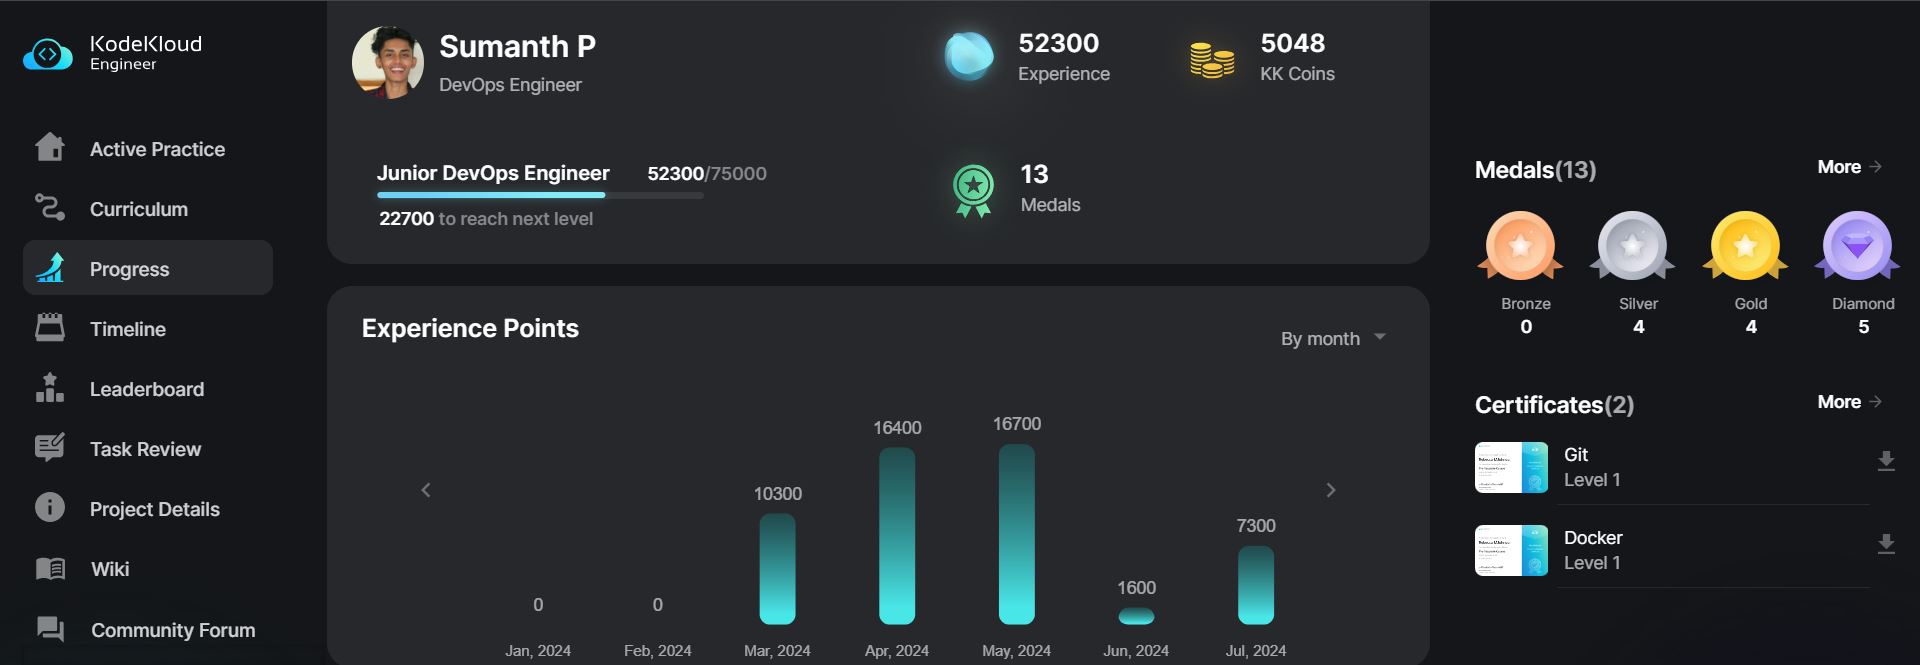 KodeKloud
Engineer
Active Practice
Curriculum
Progress
Timeline
Leaderboard
Task Review
Project Details
Wiki
Community Forum
Sumanth P
DevOps Engineer
52300
Experience
5048
KK Coins
Junior DevOps Engineer 52300/75000
22700 to reach next level
13
Medals
Experience Points
By month
0
0
10300
16400
16700
1600
7300
Jan, 2024
Feb, 2024
Mar, 2024
Apr, 2024
May, 2024
Jun, 2024
Jul, 2024
Medals(13)
More
Bronze
0
Silver
4
Gold
4
Diamond
5
Certificates(2)
More
Git
Level 1
Docker
Level 1